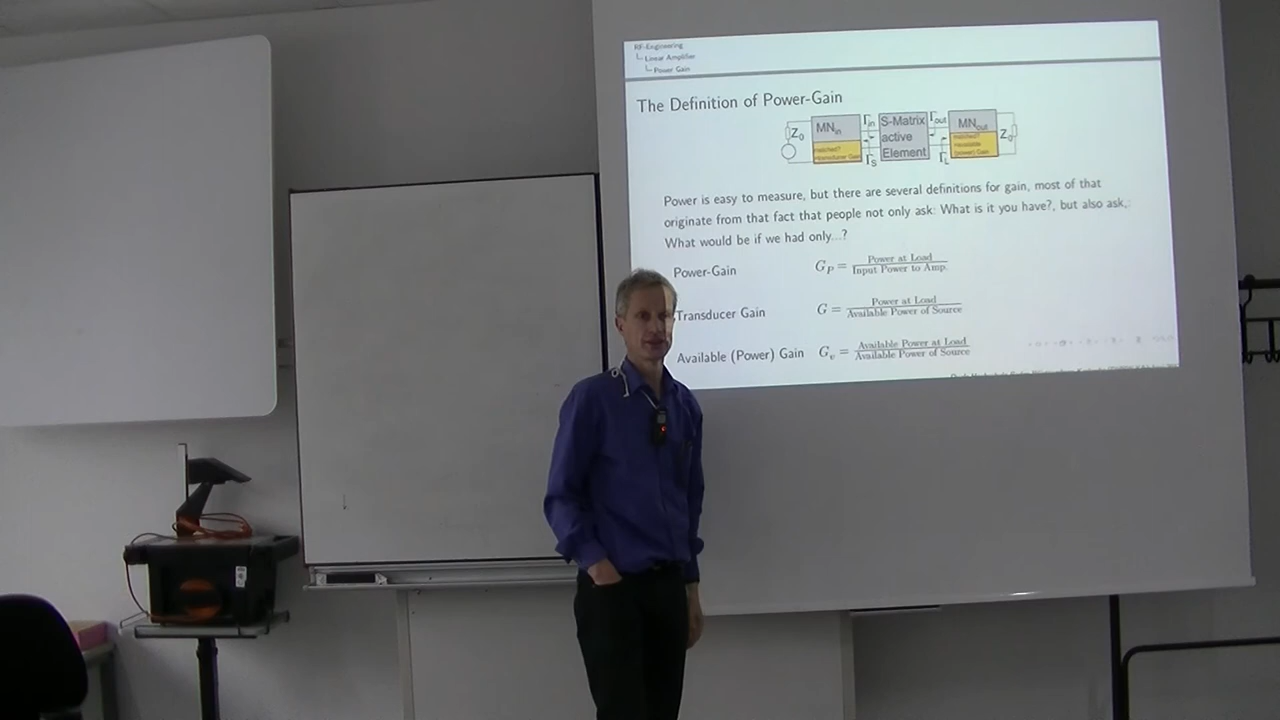 RF-Engineering
Linear Amplifier
Power Gain
The Definition of Power-Gain
Z0 MNin Γin S-Matrix Γout MNout Z0
active
matched? ΓS Element ΓL matched?
Power is easy to measure, but there are several definitions for gain, most of that
originate from that fact that people not only ask: What is it you have?, but also ask,:
What would be if we had only...?
Power-Gain GP = Power at Load / Input Power to Amp.
Transducer Gain G = Power at Load / Available Power of Source
Available (Power) Gain = Available Power at Load / Available Power of Source